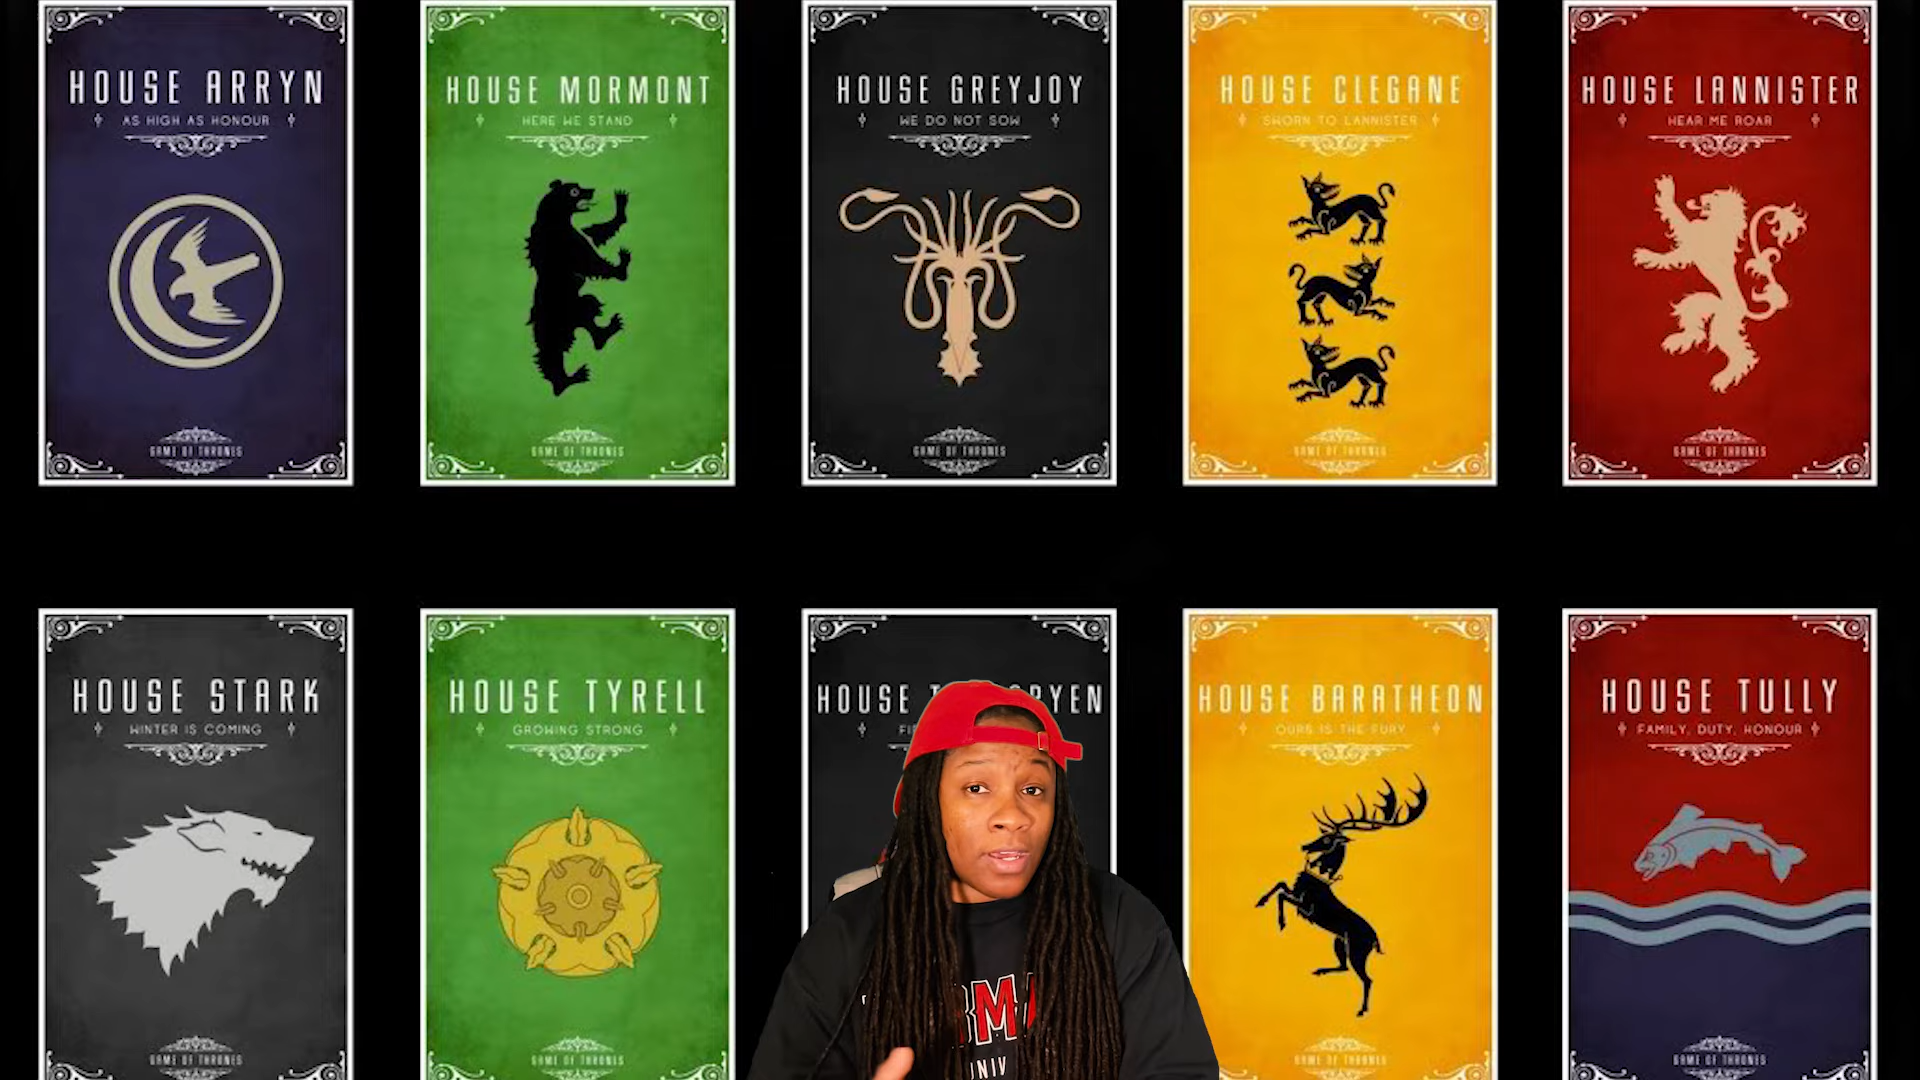 HOUSE ARRYN
AS HIGH AS HONOUR
GAME OF THRONES
HOUSE MORMONT
HERE WE STAND
GAME OF THRONES
HOUSE GREYJOY
WE DO NOT SOW
GAME OF THRONES
HOUSE CLEGANE
SWORN TO LANNISTER
GAME OF THRONES
HOUSE LANNISTER
HEAR ME ROAR
GAME OF THRONES
HOUSE STARK
WINTER IS COMING
GAME OF THRONES
HOUSE TYRELL
GROWING STRONG
GAME OF THRONES
HOUSE
HOUSE BARATHEON
OURS IS THE FURY
GAME OF THRONES
HOUSE TULLY
FAMILY, DUTY, HONOUR
GAME OF THRONES
UNIV